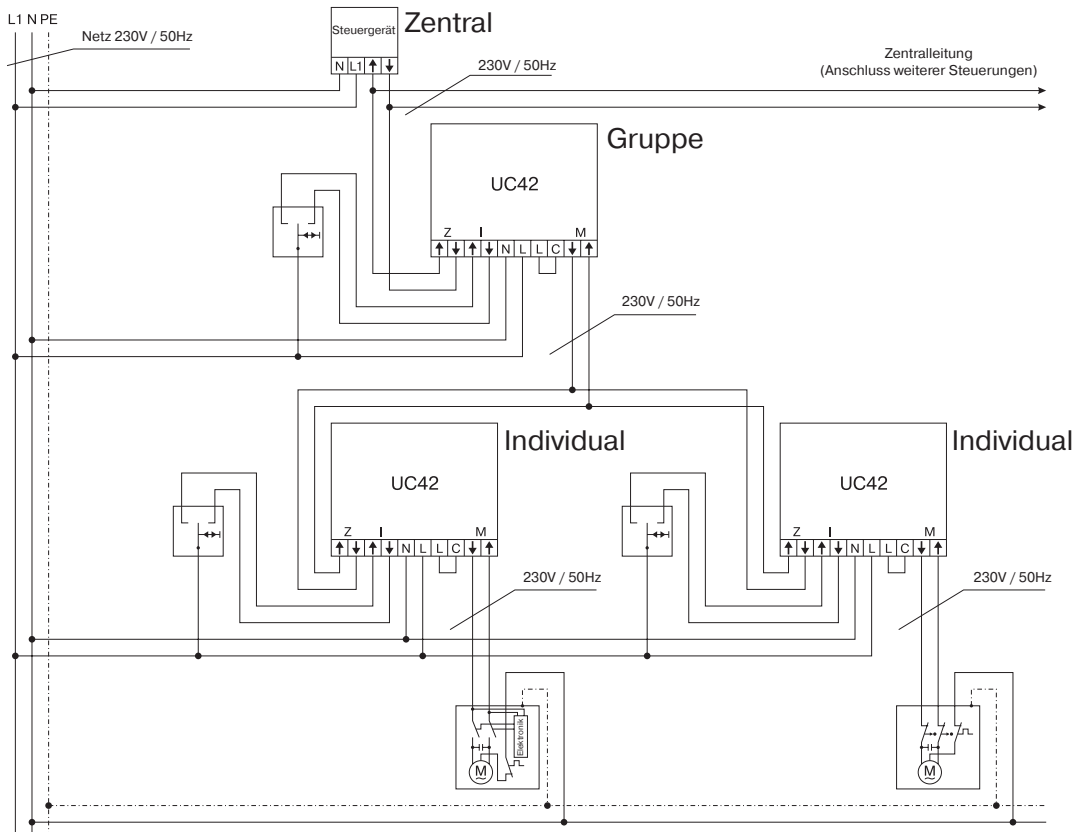 L1 N PE
Netz 230V / 50Hz
Steuergerät
Zentral
N L1
230V / 50Hz
Zentralleitung
(Anschluss weiterer Steuerungen)
Gruppe
UC42
Z I M
N L L C
230V / 50Hz
Individual
UC42
Z I M
N L L C
230V / 50Hz
Individual
UC42
Z I M
N L L C
230V / 50Hz
Elektronik
M
M